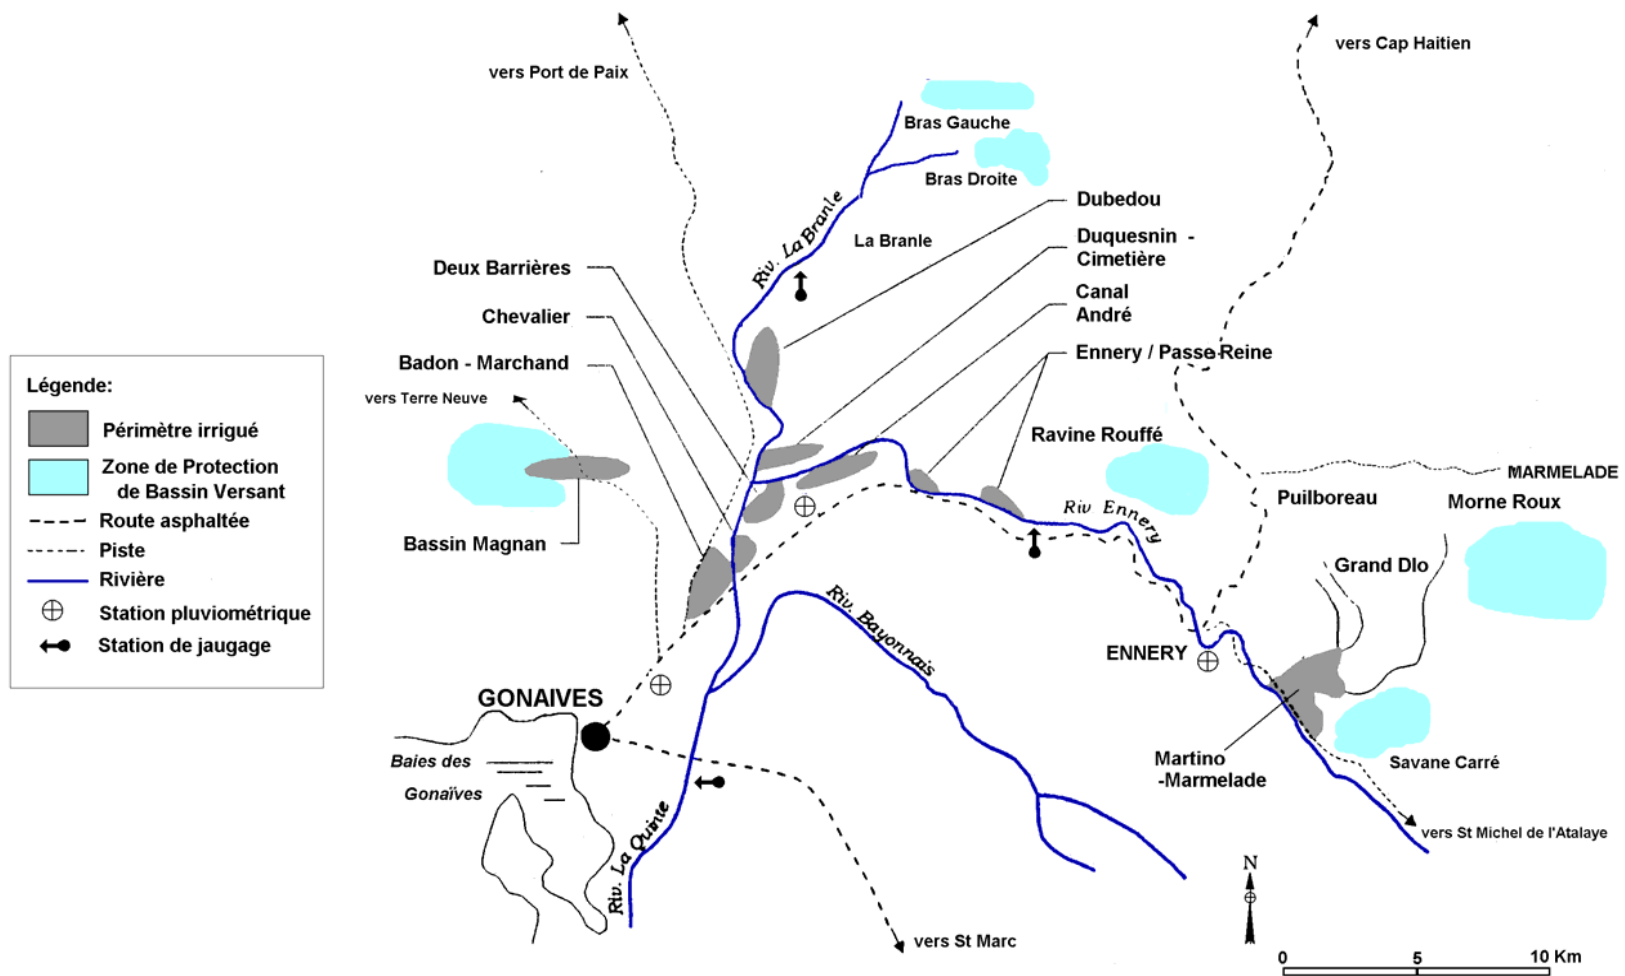 vers Cap Haitien
vers Port de Paix
Bras Gauche
Bras Droite
Dubedou
Riv. La Branle
La Branle
Duquesnin -
Cimetière
Deux Barrières
Canal
André
Chevalier
Ennery / Passe Reine
Badon - Marchand
vers Terre Neuve
Légende:
Périmètre irrigué
Zone de Protection
de Bassin Versant
Route asphaltée
Piste
Rivière
Station pluviométrique
Station de jaugage
Ravine Rouffé
MARMELADE
Puilboreau
Morne Roux
Riv Ennery
Bassin Magnan
Grand Dlo
Riv. Bayonnais
ENNERY
GONAIVES
Baies des
Gonaïves
Martino
-Marmelade
Savane Carré
Riv. La Quinte
vers St Michel de l'Atalaye
vers St Marc
N
0 5 10 Km